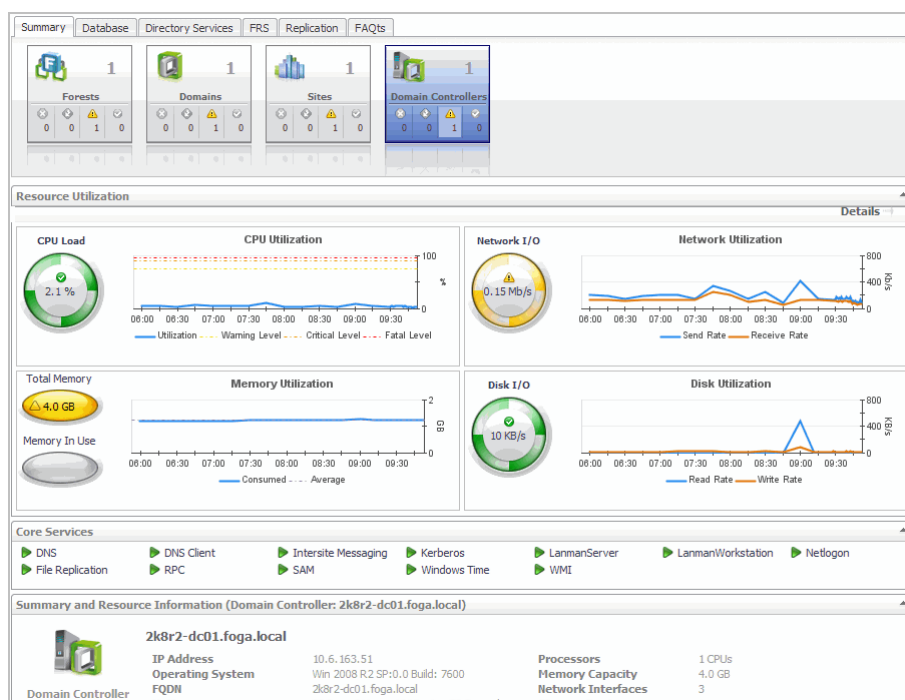 Summary Database Directory Services FRS Replication FAQts
1 1 1 1
Forests Domains Sites Domain Controllers
0 0 1 0 0 0 1 0 0 0 1 0 0 0 1 0
Resource Utilization
Details
CPU Load CPU Utilization Network I/O Network Utilization
100 800
2.1 % % 0.15 Mb/s 400 Kb/s
0 0
06:00 06:30 07:00 07:30 08:00 08:30 09:00 09:30 06:00 06:30 07:00 07:30 08:00 08:30 09:00 09:30
Utilization Warning Level Critical Level Fatal Level Send Rate Receive Rate
Total Memory Memory Utilization Disk I/O Disk Utilization
2 800
4.0 GB GB 400 KB/s
Memory In Use 10 KB/s
0 0
06:00 06:30 07:00 07:30 08:00 08:30 09:00 09:30 06:00 06:30 07:00 07:30 08:00 08:30 09:00 09:30
Consumed Average Read Rate Write Rate
Core Services
DNS DNS Client Intersite Messaging Kerberos LanmanServer LanmanWorkstation Netlogon
File Replication RPC SAM Windows Time WMI
Summary and Resource Information (Domain Controller: 2k8r2-dc01.foga.local)
2k8r2-dc01.foga.local
IP Address 10.6.163.51 Processors 1 CPUs
Operating System Win 2008 R2 SP:0.0 Build: 7600 Memory Capacity 4.0 GB
Domain Controller FQDN 2k8r2-dc01.foga.local Network Interfaces 3